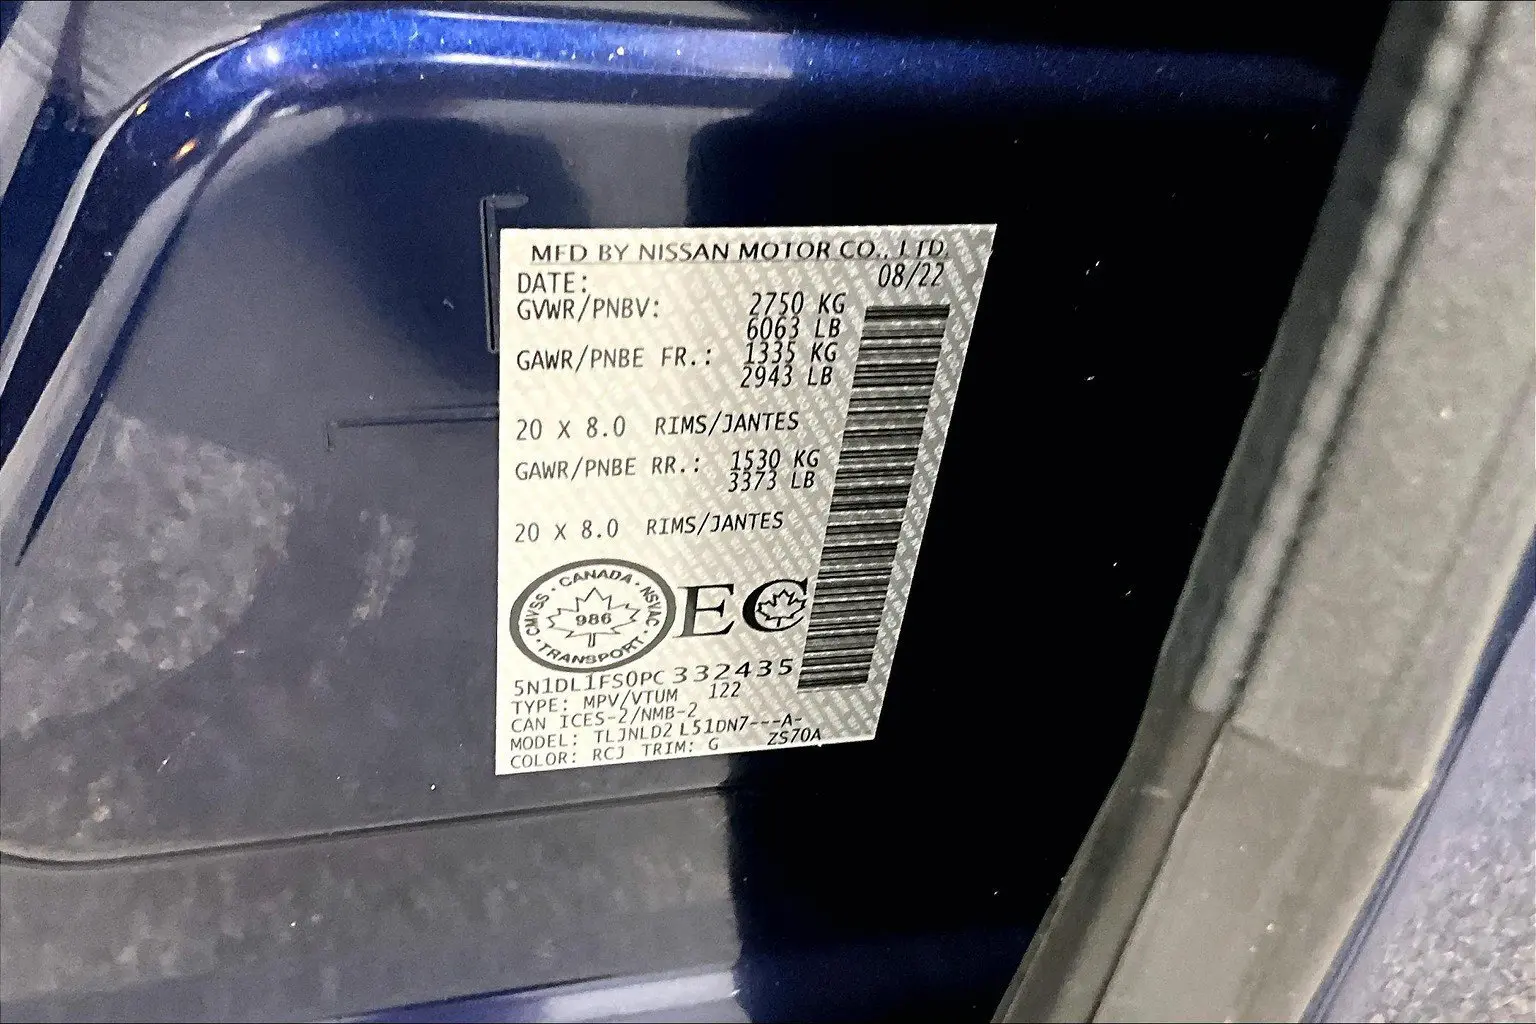 MFD BY NISSAN MOTOR CO., LTD.
DATE: 08/22
GVWR/PNBV: 2750 KG
6063 LB
GAWR/PNBE FR.: 1335 KG
2943 LB
20 X 8.0 RIMS/JANTES
GAWR/PNBE RR.: 1530 KG
3373 LB
20 X 8.0 RIMS/JANTES
CANADA · NSVAC · TRANSPORT · CMVSS ·
986
EC
5N1DL1FS0PC332435
TYPE: MPV/VTUM 122
CAN ICES-2/NMB-2
MODEL: TLJNLD2 L51DN7---A-
COLOR: RCJ TRIM: G ZS70A